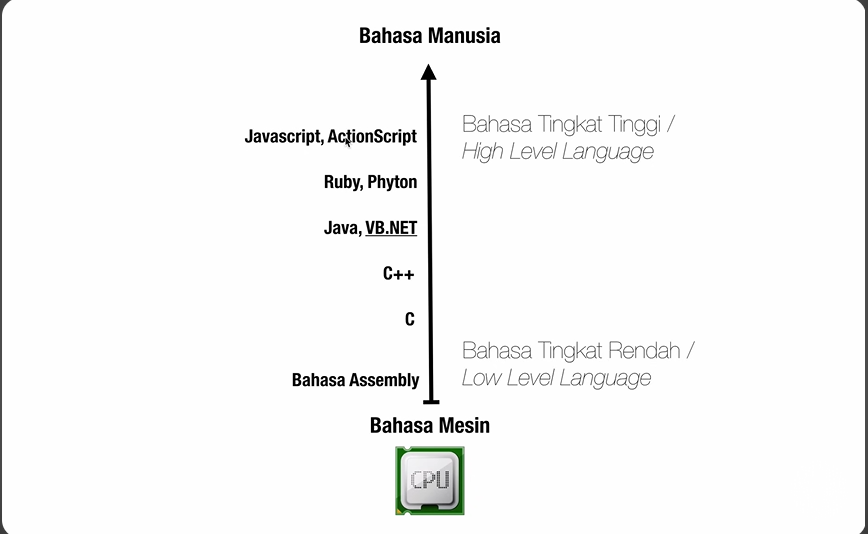 Bahasa Manusia
Javascript, ActionScript
Bahasa Tingkat Tinggi /
High Level Language
Ruby, Phyton
Java, VB.NET
C++
C
Bahasa Tingkat Rendah /
Low Level Language
Bahasa Assembly
Bahasa Mesin
CPU